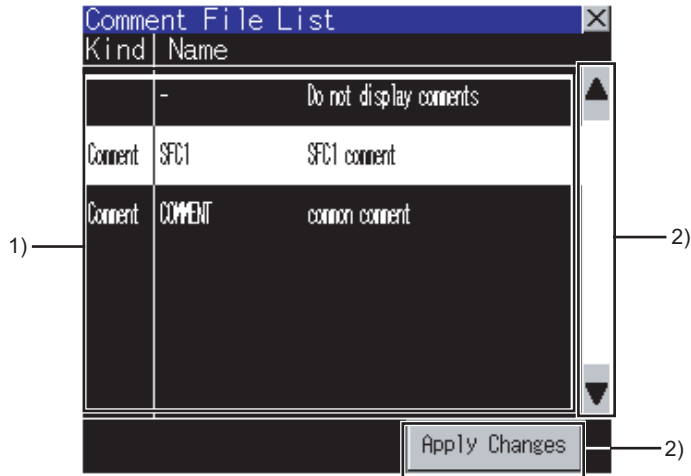 Comment File List
Kind Name
- Do not display comments
Comment SFC1 SFC1 comment
Comment COMMENT common comment
1)
2)
Apply Changes
2)